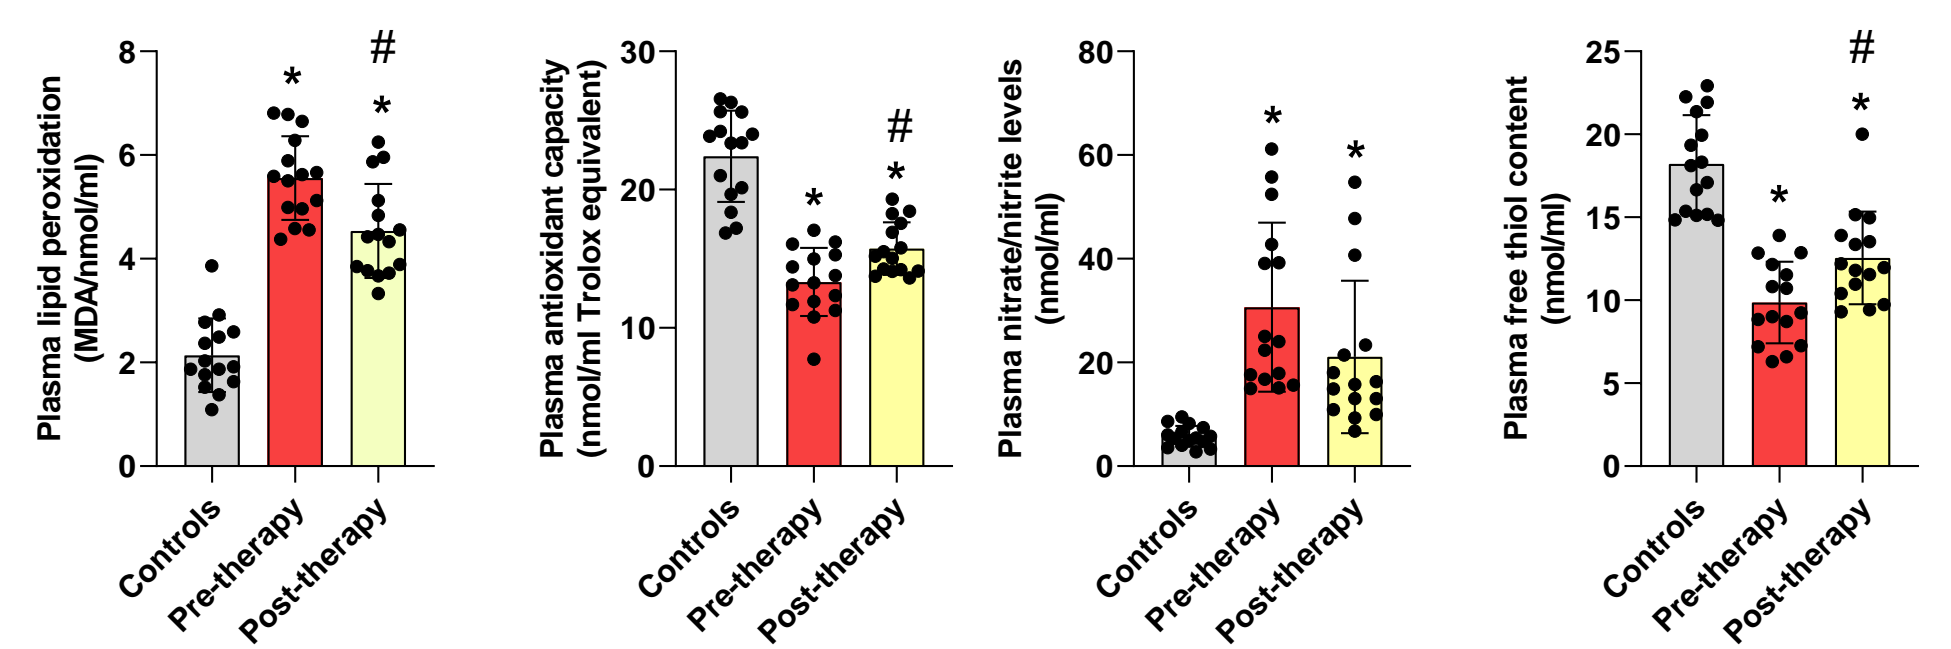 Plasma lipid peroxidation
(MDA/nmol/ml)
8
6
4
2
0
*
#
*
Controls
Pre-therapy
Post-therapy
Plasma antioxidant capacity
(nmol/ml Trolox equivalent)
30
20
10
0
*
#
*
Controls
Pre-therapy
Post-therapy
Plasma nitrate/nitrite levels
(nmol/ml)
80
60
40
20
0
*
*
Controls
Pre-therapy
Post-therapy
Plasma free thiol content
(nmol/ml)
25
20
15
10
5
0
*
#
*
Controls
Pre-therapy
Post-therapy